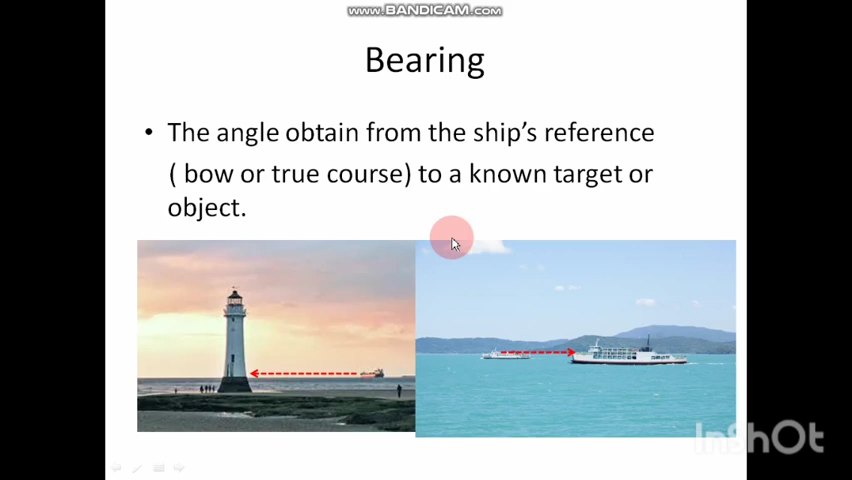 www.BANDICAM.com
Bearing
• The angle obtain from the ship's reference
( bow or true course) to a known target or
object.
InShOt